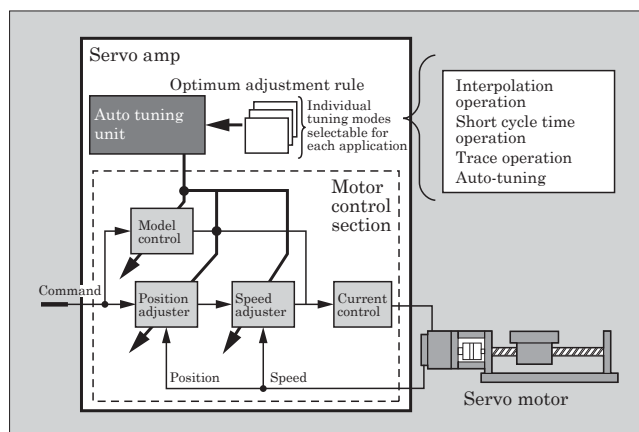 Servo amp
Optimum adjustment rule
Auto tuning
unit
Individual
tuning modes
selectable for
each application
Interpolation
operation
Short cycle time
operation
Trace operation
Auto-tuning
Motor
control
section
Model
control
Command
Position
adjuster
Speed
adjuster
Current
control
Position
Speed
Servo motor